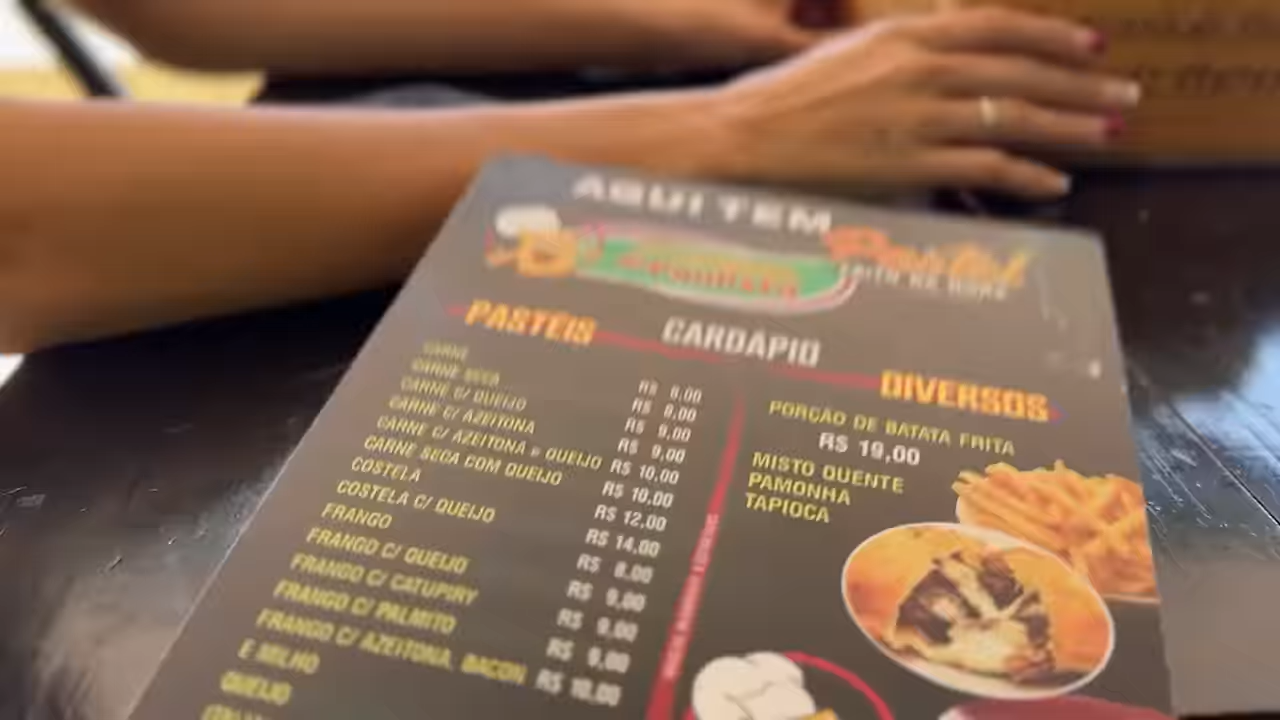 AQUI TEM
Pastel
FRITO NA HORA
PASTÉIS
CARDÁPIO
DIVERSOS
CARNE R$ 8,00
CARNE SECA R$ 8,00
CARNE C/ QUEIJO R$ 9,00
CARNE C/ AZEITONA R$ 9,00
CARNE C/ AZEITONA e QUEIJO R$ 10,00
CARNE SECA COM QUEIJO R$ 10,00
COSTELA R$ 12,00
COSTELA C/ QUEIJO R$ 14,00
FRANGO R$ 8,00
FRANGO C/ QUEIJO R$ 9,00
FRANGO C/ CATUPIRY R$ 9,00
FRANGO C/ PALMITO R$ 9,00
FRANGO C/ AZEITONA, BACON R$ 10,00
E MILHO
QUEIJO
PORÇÃO DE BATATA FRITA
R$ 19,00
MISTO QUENTE
PAMONHA
TAPIOCA